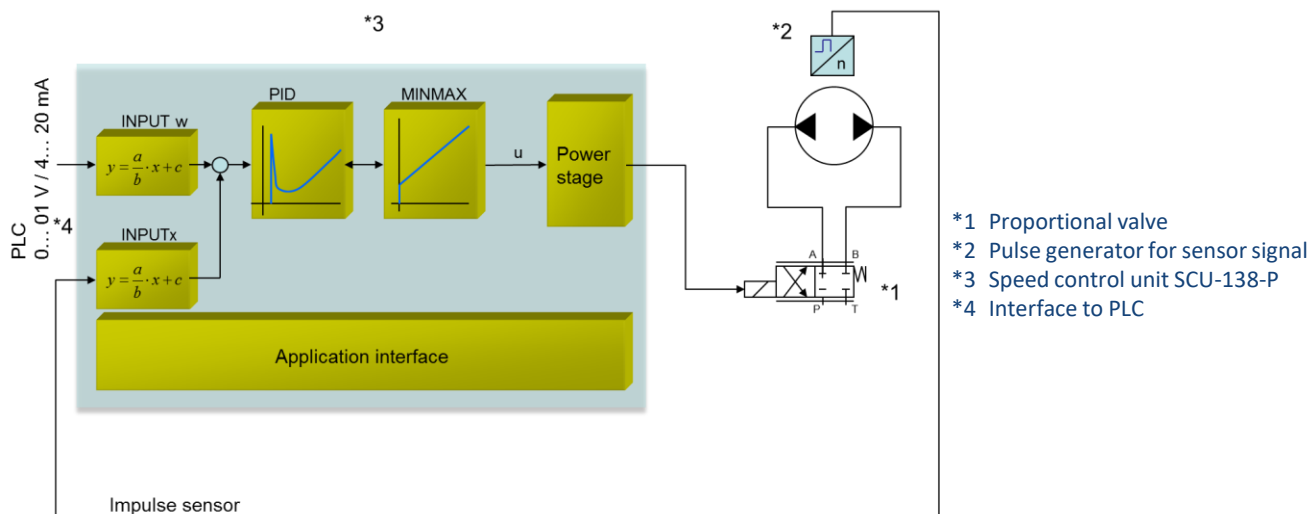 *3
*2
n
PLC
0... 01 V / 4... 20 mA
*4
INPUT w
y = a/b · x + c
PID
MINMAX
u
Power
stage
INPUTx
y = a/b · x + c
Application interface
A B
P T
*1
*1 Proportional valve
*2 Pulse generator for sensor signal
*3 Speed control unit SCU-138-P
*4 Interface to PLC
Impulse sensor